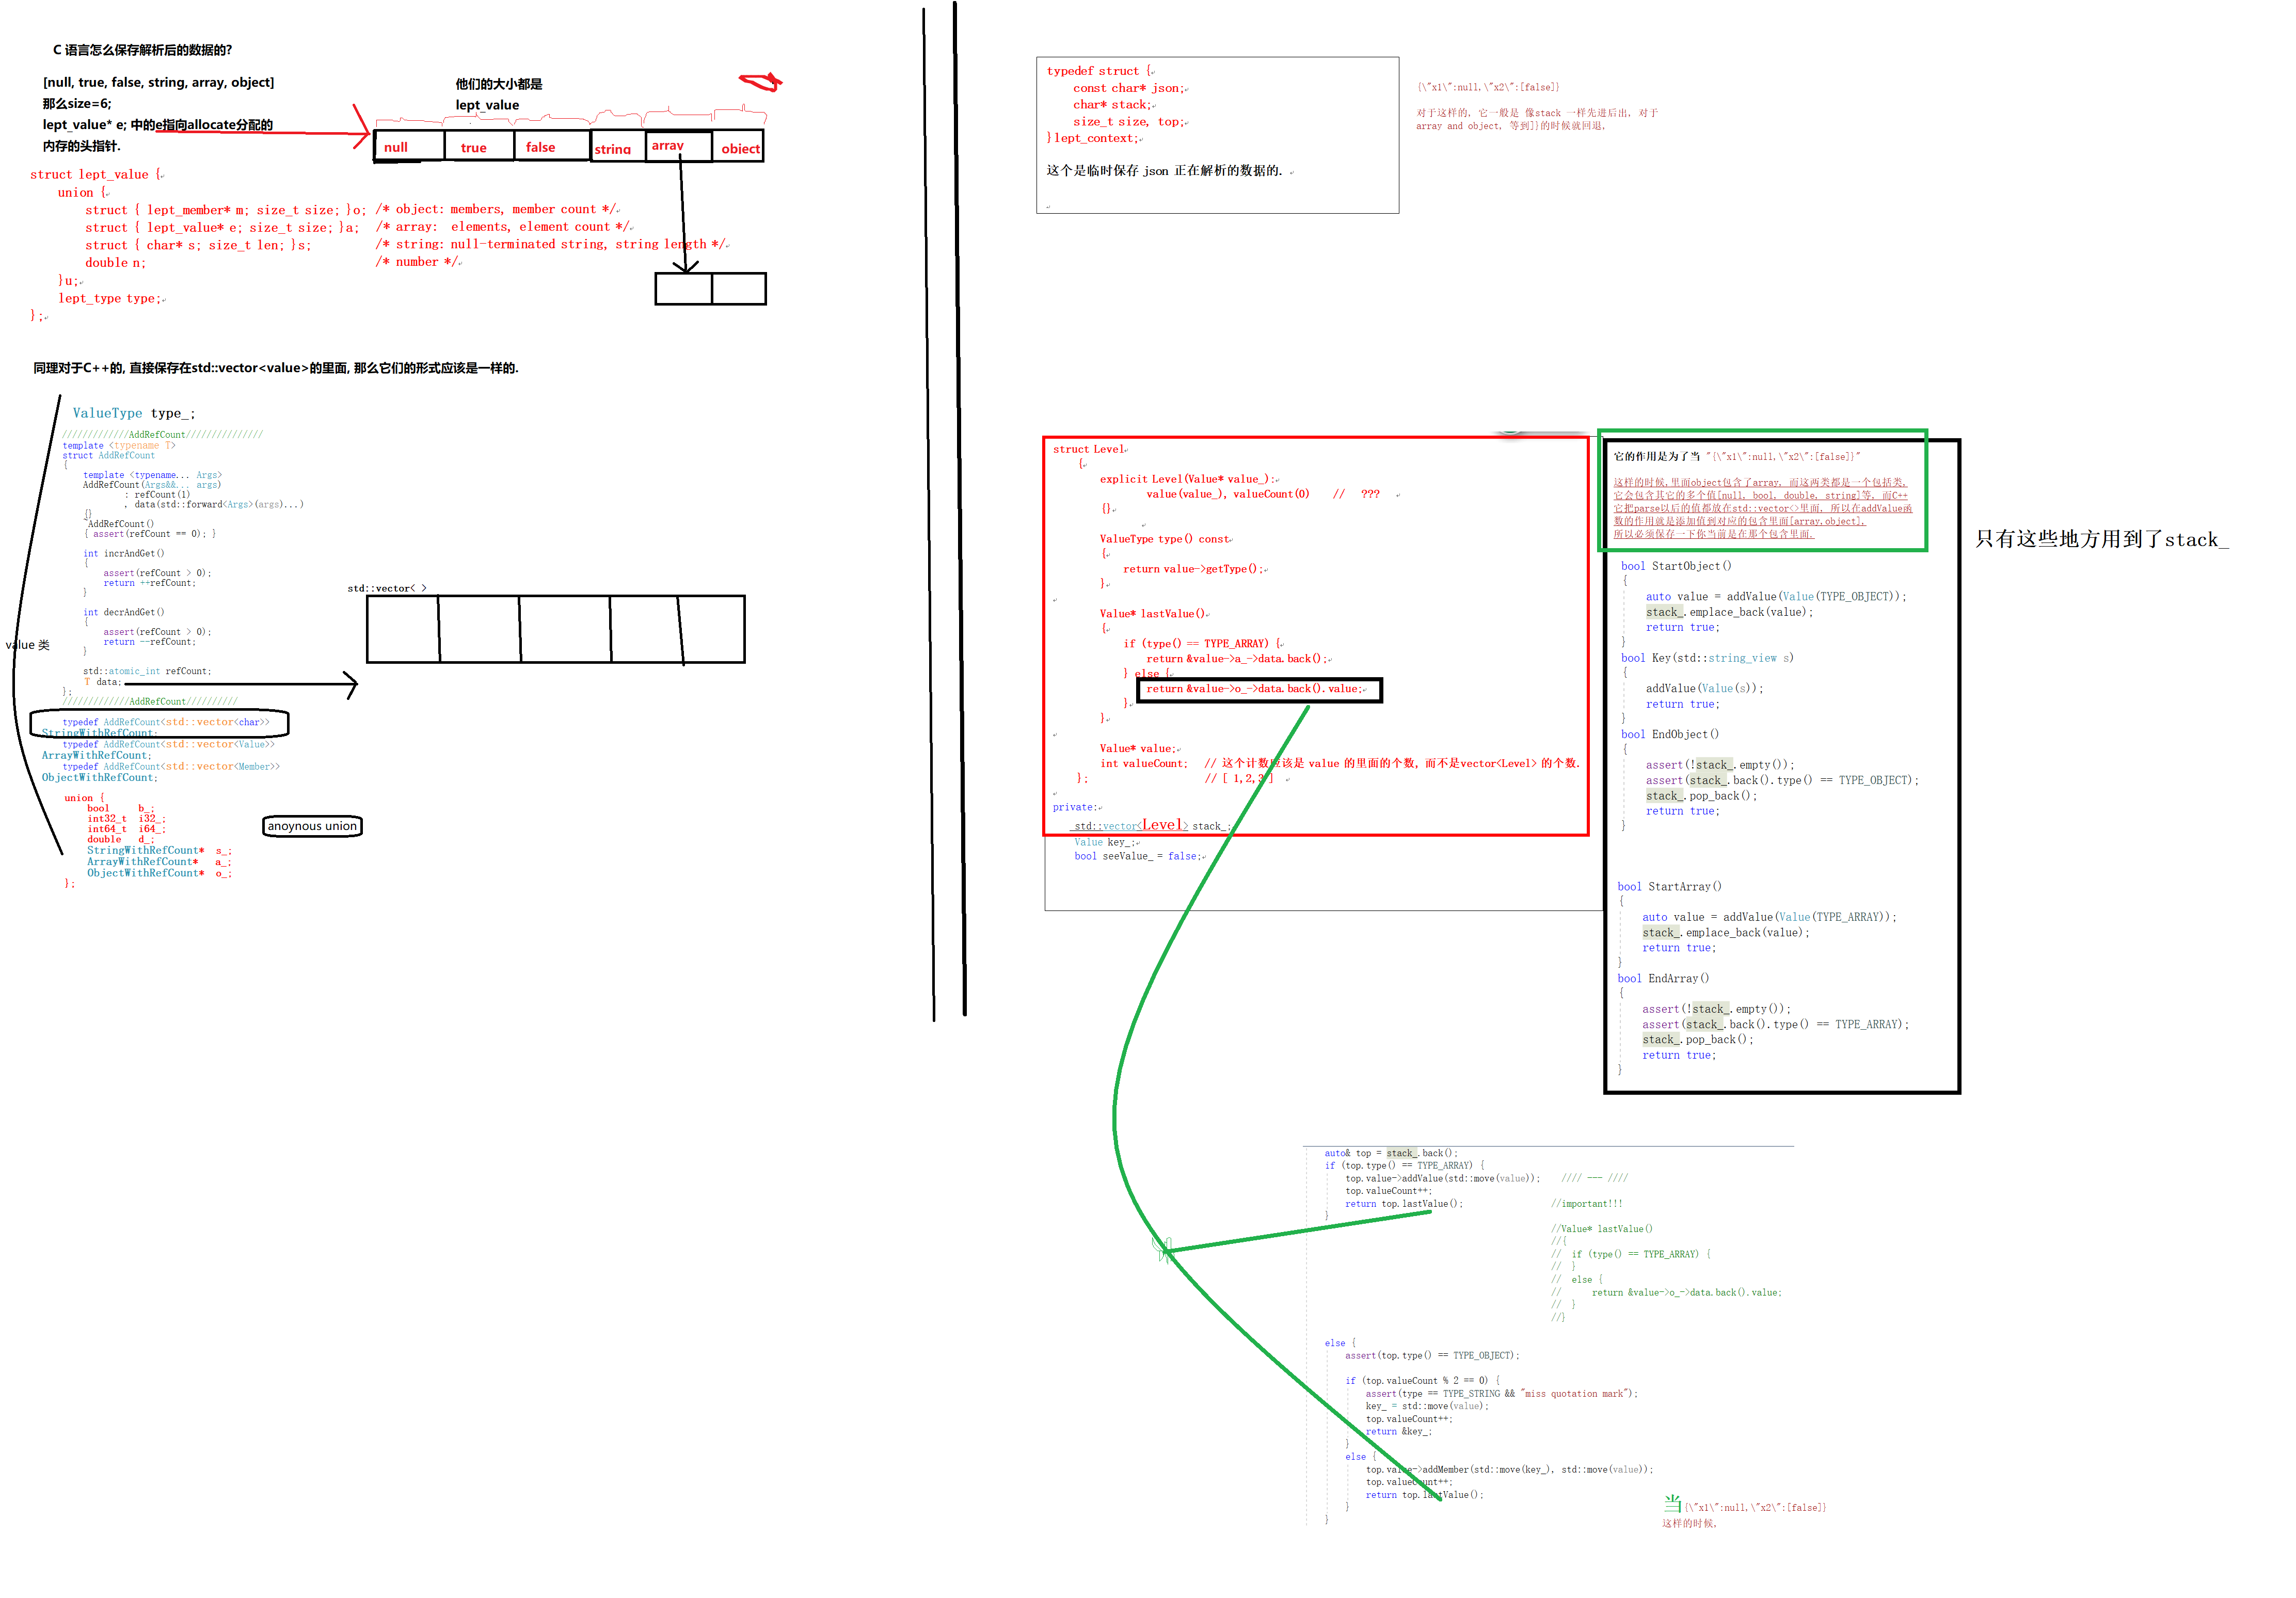 C 语言怎么保存解析后的数据的?
[null, true, false, string, array, object]
那么size=6;
lept_value* e; 中的e指向allocate分配的
内存的头指针.
他们的大小都是
lept_value
null
true
false
string
array
object
struct lept_value {
union {
struct { lept_member* m; size_t size; }o; /* object: members, member count */
struct { lept_value* e; size_t size; }a; /* array: elements, element count */
struct { char* s; size_t len; }s; /* string: null-terminated string, string length */
double n; /* number */
}u;
lept_type type;
};
同理对于C++的, 直接保存在std::vector<value>的里面, 那么它们的形式应该是一样的.
ValueType type_;
/////////////AddRefCount///////////////
template <typename T>
struct AddRefCount
{
template <typename... Args>
AddRefCount(Args&&... args)
: refCount(1)
, data(std::forward<Args>(args)...)
{}
~AddRefCount()
{ assert(refCount == 0); }
int incrAndGet()
{
assert(refCount > 0);
return ++refCount;
}
int decrAndGet()
{
assert(refCount > 0);
return --refCount;
}
value 类
std::atomic_int refCount;
T data;
};
/////////////AddRefCount//////////
std::vector< >
typedef AddRefCount<std::vector<char>>
StringWithRefCount;
typedef AddRefCount<std::vector<Value>>
ArrayWithRefCount;
typedef AddRefCount<std::vector<Member>>
ObjectWithRefCount;
union {
bool b_;
int32_t i32_;
int64_t i64_;
double d_;
StringWithRefCount* s_;
ArrayWithRefCount* a_;
ObjectWithRefCount* o_;
};
anoynous union
typedef struct {
const char* json;
char* stack;
size_t size, top;
}lept_context;
这个是临时保存 json 正在解析的数据的.
{\"x1\":null,\"x2\":[false]}
对于这样的, 它一般是 像stack 一样先进后出, 对于
array and object, 等到]}的时候就回退,
struct Level
{
explicit Level(Value* value_);
value(value_), valueCount(0) // ???
{}
ValueType type() const
{
return value->getType();
}
Value* lastValue()
{
if (type() == TYPE_ARRAY) {
return &value->a_->data.back();
} else {
return &value->o_->data.back().value;
}
}
Value* value;
int valueCount; // 这个计数应该是 value 的里面的个数, 而不是vector<Level> 的个数.
}; // [ 1,2,3 ]
private:
std::vector<Level> stack_;
Value key_;
bool seeValue_ = false;
它的作用是为了当 "{\"x1\":null,\"x2\":[false]}"
这样的时候,里面object包含了array, 而这两类都是一个包括类,
它会包含其它的多个值[null, bool, double, string]等, 而C++
它把parse以后的值都放在std::vector<>里面, 所以在addValue函
数的作用就是添加值到对应的包含里面[array,object],
所以必须保存一下你当前是在那个包含里面.
bool StartObject()
{
auto value = addValue(Value(TYPE_OBJECT));
stack_.emplace_back(value);
return true;
}
bool Key(std::string_view s)
{
addValue(Value(s));
return true;
}
bool EndObject()
{
assert(!stack_.empty());
assert(stack_.back().type() == TYPE_OBJECT);
stack_.pop_back();
return true;
}
bool StartArray()
{
auto value = addValue(Value(TYPE_ARRAY));
stack_.emplace_back(value);
return true;
}
bool EndArray()
{
assert(!stack_.empty());
assert(stack_.back().type() == TYPE_ARRAY);
stack_.pop_back();
return true;
}
只有这些地方用到了stack_
auto& top = stack_.back();
if (top.type() == TYPE_ARRAY) {
top.value->addValue(std::move(value)); //// --- ////
top.valueCount++;
return top.lastValue(); //important!!!
}
//Value* lastValue()
//{
// if (type() == TYPE_ARRAY) {
// }
// else {
// return &value->o_->data.back().value;
// }
//}
else {
assert(top.type() == TYPE_OBJECT);
if (top.valueCount % 2 == 0) {
assert(type == TYPE_STRING && "miss quotation mark");
key_ = std::move(value);
top.valueCount++;
return &key_;
}
else {
top.value->addMember(std::move(key_), std::move(value));
top.valueCount++;
return top.lastValue();
}
}
当{\"x1\":null,\"x2\":[false]}
这样的时候,